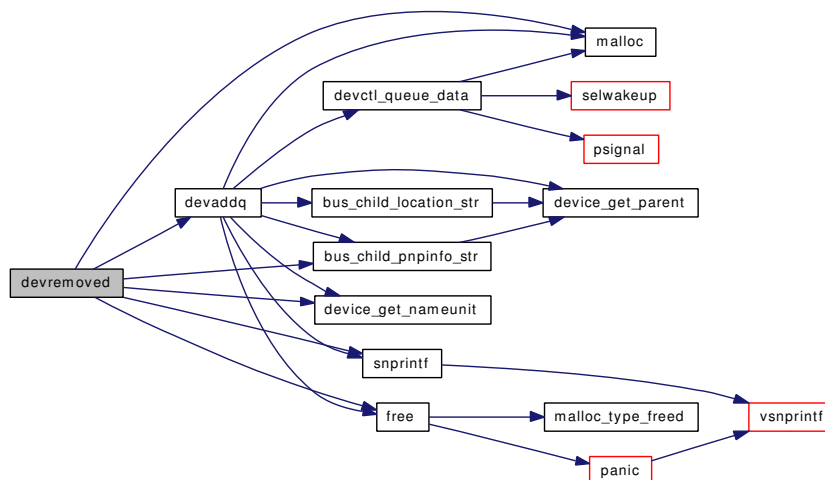 malloc
devctl_queue_data
selwakeup
psignal
devaddq
bus_child_location_str
device_get_parent
bus_child_pnpinfo_str
devremoved
device_get_nameunit
snprintf
free
malloc_type_freed
vsnprintf
panic